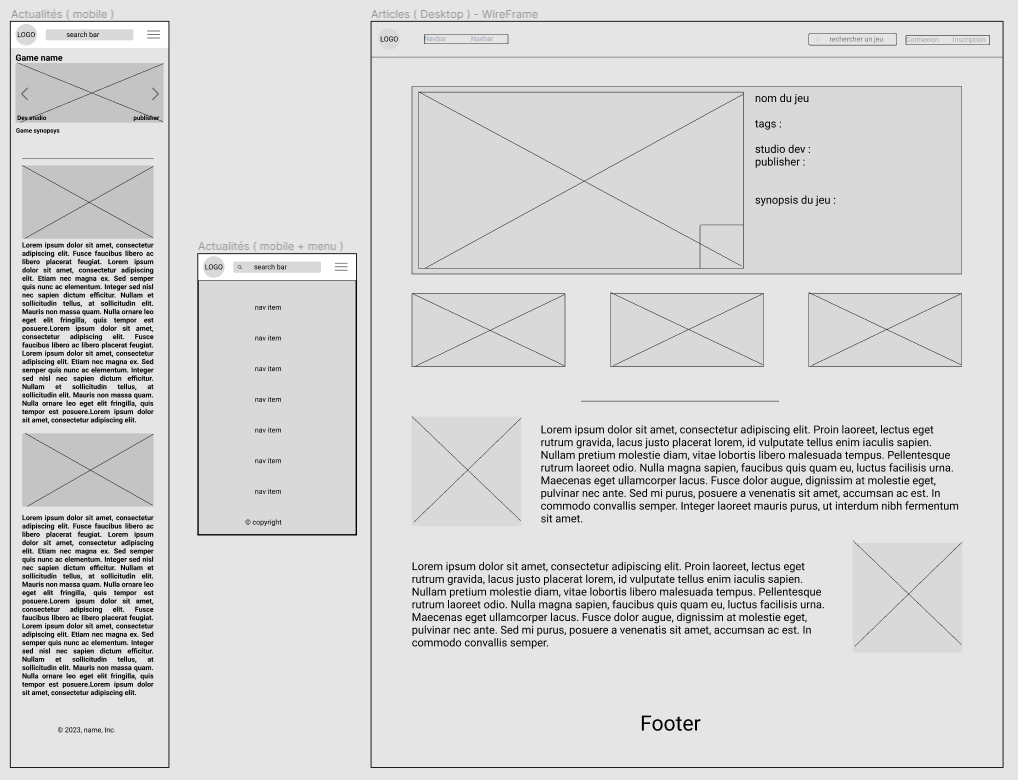 Actualités ( mobile )
LOGO
search bar
Game name
Dev studio
publisher
Game synopsys
Lorem ipsum dolor sit amet, consectetur
adipiscing elit. Fusce faucibus libero ac
libero placerat feugiat. Lorem ipsum
dolor sit amet, consectetur adipiscing
elit. Etiam nec magna ex. Sed semper
quis nunc ac elementum. Integer sed nisl
nec sapien dictum efficitur. Nullam et
sollicitudin tellus, at sollicitudin elit.
Mauris non massa quam. Nulla ornare leo
eget elit fringilla, quis tempor est
posuere.Lorem ipsum dolor sit amet,
consectetur adipiscing elit. Fusce
faucibus libero ac libero placerat feugiat.
Lorem ipsum dolor sit amet, consectetur
adipiscing elit. Etiam nec magna ex. Sed
semper quis nunc ac elementum. Integer
sed nisl nec sapien dictum efficitur.
Nullam et sollicitudin tellus, at
sollicitudin elit. Mauris non massa quam.
Nulla ornare leo eget elit fringilla, quis
tempor est posuere.Lorem ipsum dolor
sit amet, consectetur adipiscing elit.
Lorem ipsum dolor sit amet, consectetur
adipiscing elit. Fusce faucibus libero ac
libero placerat feugiat. Lorem ipsum
dolor sit amet, consectetur adipiscing
elit. Etiam nec magna ex. Sed semper
quis nunc ac elementum. Integer sed nisl
nec sapien dictum efficitur. Nullam et
sollicitudin tellus, at sollicitudin elit.
Mauris non massa quam. Nulla ornare leo
eget elit fringilla, quis tempor est
posuere.Lorem ipsum dolor sit amet,
consectetur adipiscing elit. Fusce
faucibus libero ac libero placerat feugiat.
Lorem ipsum dolor sit amet, consectetur
adipiscing elit. Etiam nec magna ex. Sed
semper quis nunc ac elementum. Integer
sed nisl nec sapien dictum efficitur.
Nullam et sollicitudin tellus, at
sollicitudin elit. Mauris non massa quam.
Nulla ornare leo eget elit fringilla, quis
tempor est posuere.Lorem ipsum dolor
sit amet, consectetur adipiscing elit.
© 2023, name, Inc.
Actualités ( mobile + menu )
LOGO
search bar
nav item
nav item
nav item
nav item
nav item
nav item
nav item
© copyright
Articles ( Desktop ) - WireFrame
LOGO
Navbar
Navbar
rechercher un jeu
Connexion
Inscription
nom du jeu
tags :
studio dev :
publisher :
synopsis du jeu :
Lorem ipsum dolor sit amet, consectetur adipiscing elit. Proin laoreet, lectus eget
rutrum gravida, lacus justo placerat lorem, id vulputate tellus enim iaculis sapien.
Nullam pretium molestie diam, vitae lobortis libero malesuada tempus. Pellentesque
rutrum laoreet odio. Nulla magna sapien, faucibus quis quam eu, luctus facilisis urna.
Maecenas eget ullamcorper lacus. Fusce dolor augue, dignissim at molestie eget,
pulvinar nec ante. Sed mi purus, posuere a venenatis sit amet, accumsan ac est. In
commodo convallis semper. Integer laoreet mauris purus, ut interdum nibh fermentum
sit amet.
Lorem ipsum dolor sit amet, consectetur adipiscing elit. Proin laoreet, lectus eget
rutrum gravida, lacus justo placerat lorem, id vulputate tellus enim iaculis sapien.
Nullam pretium molestie diam, vitae lobortis libero malesuada tempus. Pellentesque
rutrum laoreet odio. Nulla magna sapien, faucibus quis quam eu, luctus facilisis urna.
Maecenas eget ullamcorper lacus. Fusce dolor augue, dignissim at molestie eget,
pulvinar nec ante. Sed mi purus, posuere a venenatis sit amet, accumsan ac est. In
commodo convallis semper.
Footer